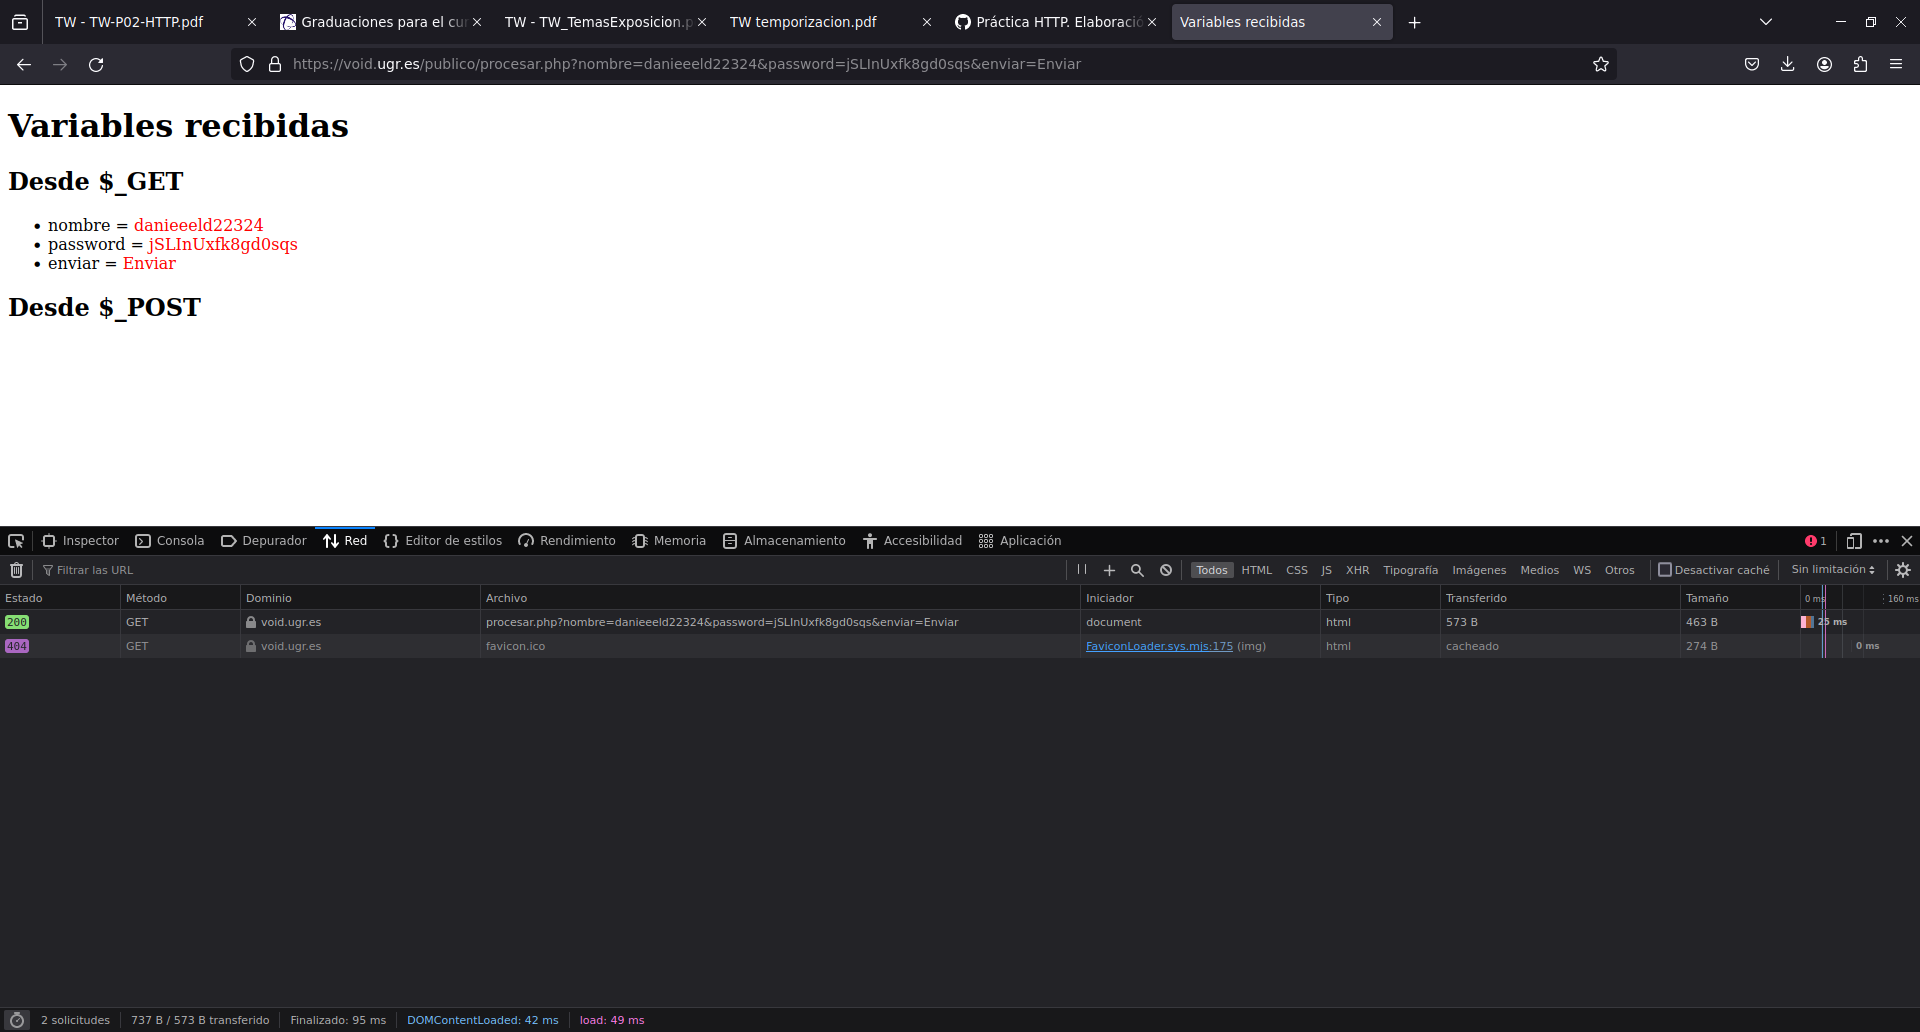 TW - TW-P02-HTTP.pdf
Graduaciones para el cur
TW - TW_TemasExposicion.p
TW temporizacion.pdf
Práctica HTTP. Elaboració
Variables recibidas
https://void.ugr.es/publico/procesar.php?nombre=danieeeld22324&password=jSLInUxfk8gd0sqs&enviar=Enviar
Variables recibidas
Desde $_GET
• nombre = danieeeld22324
• password = jSLInUxfk8gd0sqs
• enviar = Enviar
Desde $_POST
Inspector Consola Depurador Red Editor de estilos Rendimiento Memoria Almacenamiento Accesibilidad Aplicación 1
Filtrar las URL Todos HTML CSS JS XHR Tipografía Imágenes Medios WS Otros Desactivar caché Sin limitación
Estado Método Dominio Archivo Iniciador Tipo Transferido Tamaño 0 ms 160 ms
200 GET void.ugr.es procesar.php?nombre=danieeeld22324&password=jSLInUxfk8gd0sqs&enviar=Enviar document html 573 B 463 B 25 ms
404 GET void.ugr.es favicon.ico FaviconLoader.sys.mjs:175 (img) html cacheado 274 B 0 ms
2 solicitudes 737 B / 573 B transferido Finalizado: 95 ms DOMContentLoaded: 42 ms load: 49 ms